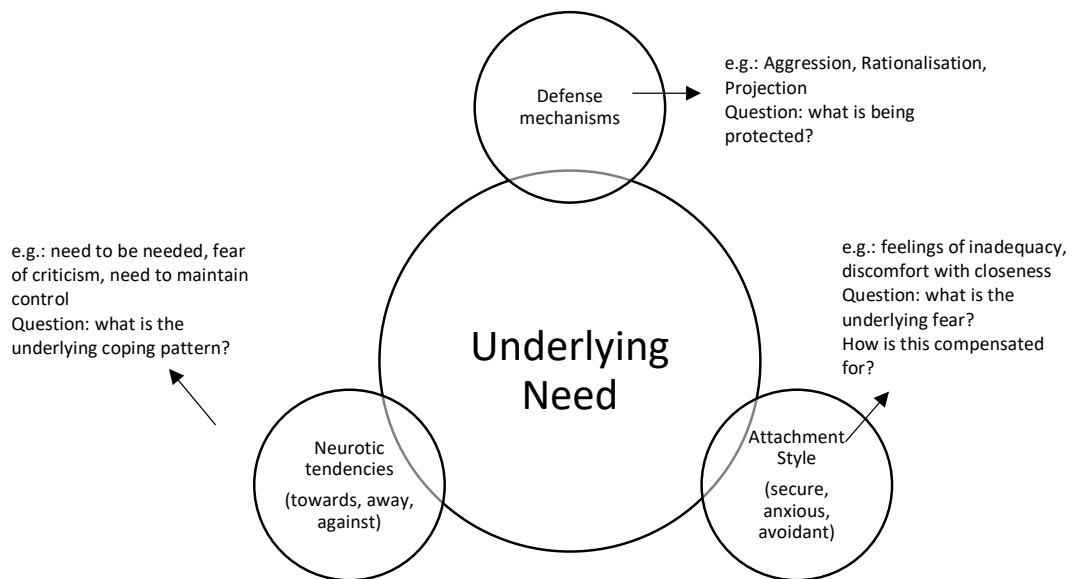 Defense
mechanisms
e.g.: Aggression, Rationalisation,
Projection
Question: what is being
protected?
e.g.: need to be needed, fear
of criticism, need to maintain
control
Question: what is the
underlying coping pattern?
e.g.: feelings of inadequacy,
discomfort with closeness
Question: what is the
underlying fear?
How is this compensated
for?
Underlying
Need
Neurotic
tendencies
(towards, away,
against)
Attachment
Style
(secure,
anxious,
avoidant)